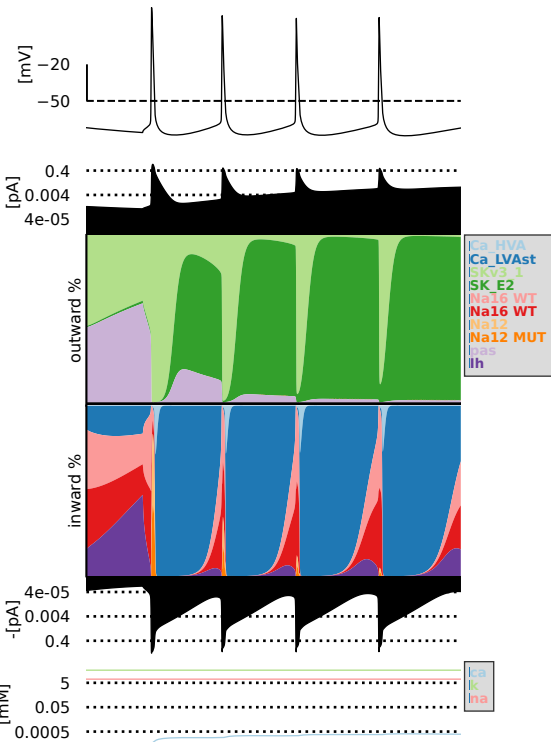 [mV]
−20
−50
[pA]
0.4
0.004
4e-05
outward %
Ca_HVA
Ca_LVAst
SKv3_1
SK_E2
Na16 WT
Na16 WT
Na12
Na12 MUT
pas
Ih
inward %
-[pA]
4e-05
0.004
0.4
[mM]
5
0.05
0.0005
ca
k
na